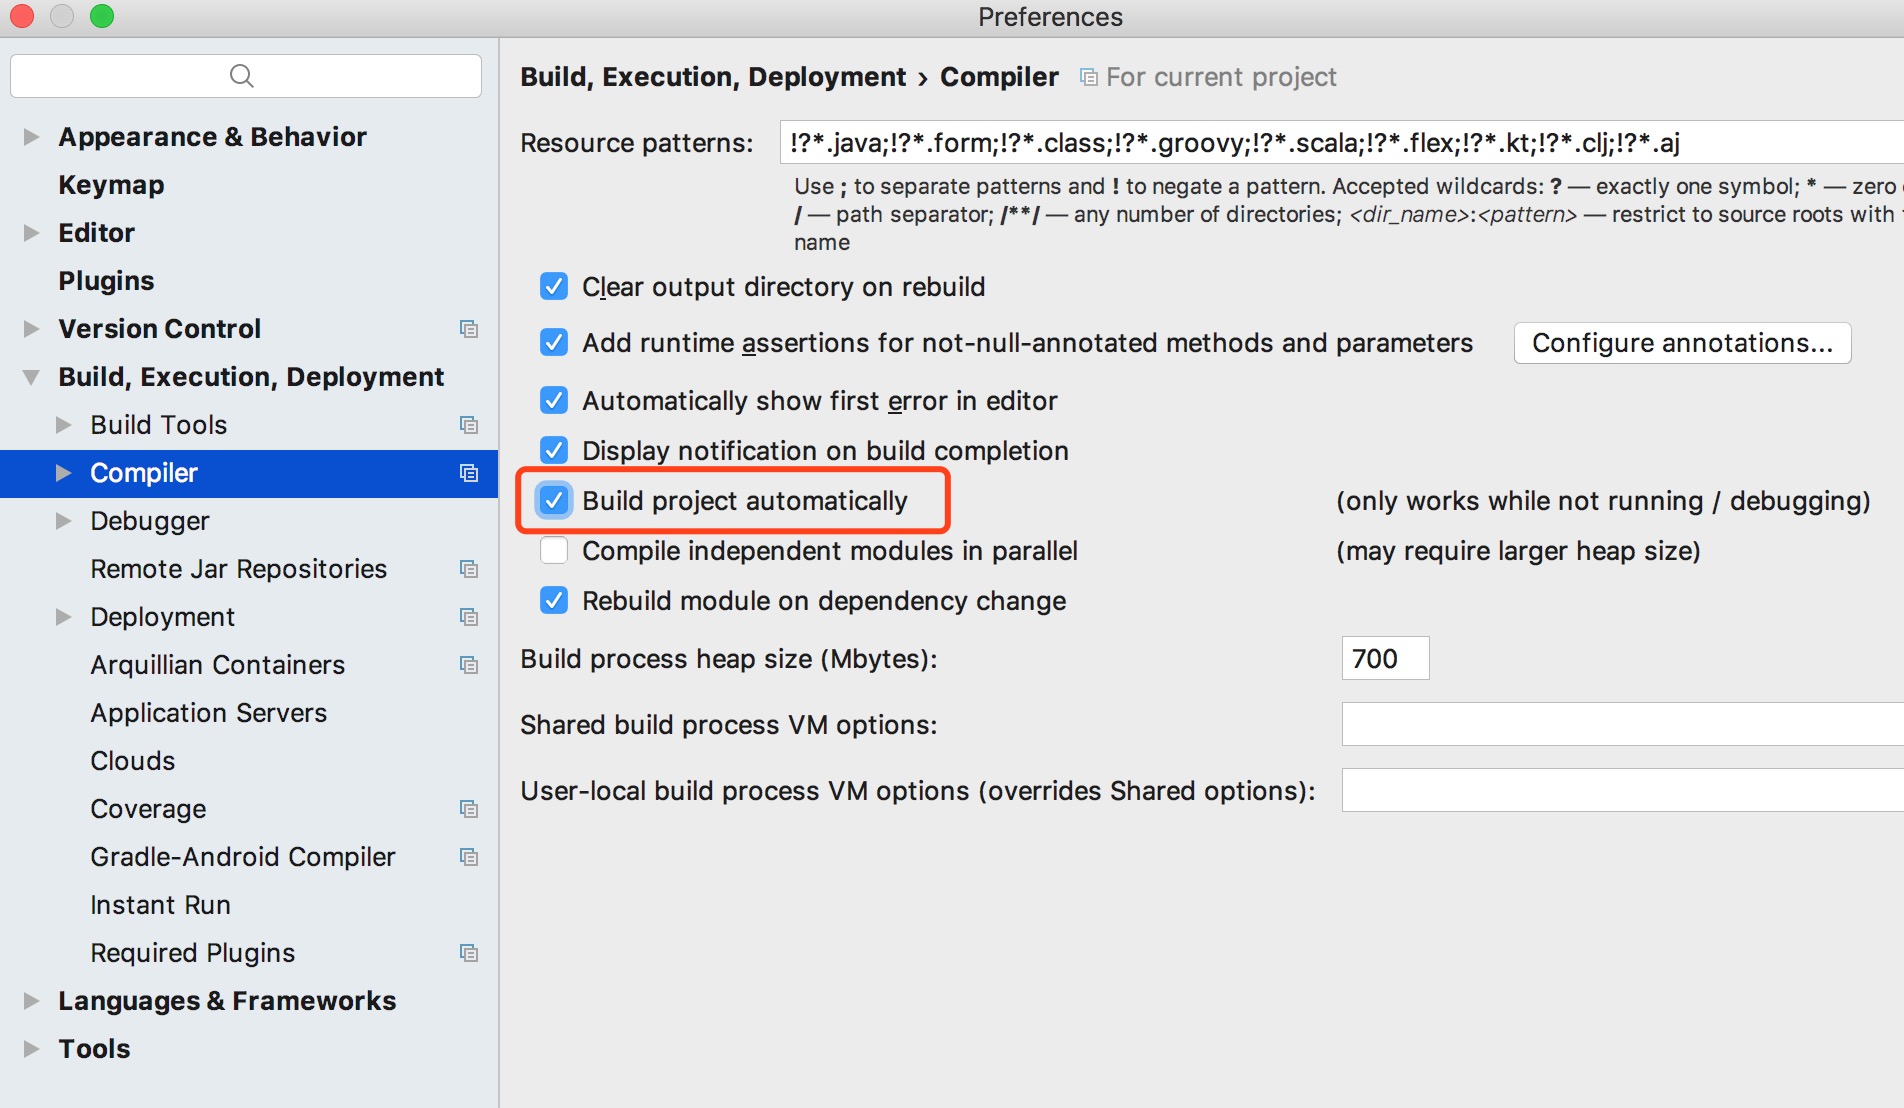 Preferences
Appearance & Behavior
Keymap
Editor
Plugins
Version Control
Build, Execution, Deployment
Build Tools
Compiler
Debugger
Remote Jar Repositories
Deployment
Arquillian Containers
Application Servers
Clouds
Coverage
Gradle-Android Compiler
Instant Run
Required Plugins
Languages & Frameworks
Tools
Build, Execution, Deployment › Compiler For current project
Resource patterns: !?*.java;!?*.form;!?*.class;!?*.groovy;!?*.scala;!?*.flex;!?*.kt;!?*.clj;!?*.aj
Use ; to separate patterns and ! to negate a pattern. Accepted wildcards: ? — exactly one symbol; * — zero
/ — path separator; /**/ — any number of directories; <dir_name>:<pattern> — restrict to source roots with
name
Clear output directory on rebuild
Add runtime assertions for not-null-annotated methods and parameters Configure annotations...
Automatically show first error in editor
Display notification on build completion
Build project automatically (only works while not running / debugging)
Compile independent modules in parallel (may require larger heap size)
Rebuild module on dependency change
Build process heap size (Mbytes): 700
Shared build process VM options:
User-local build process VM options (overrides Shared options):